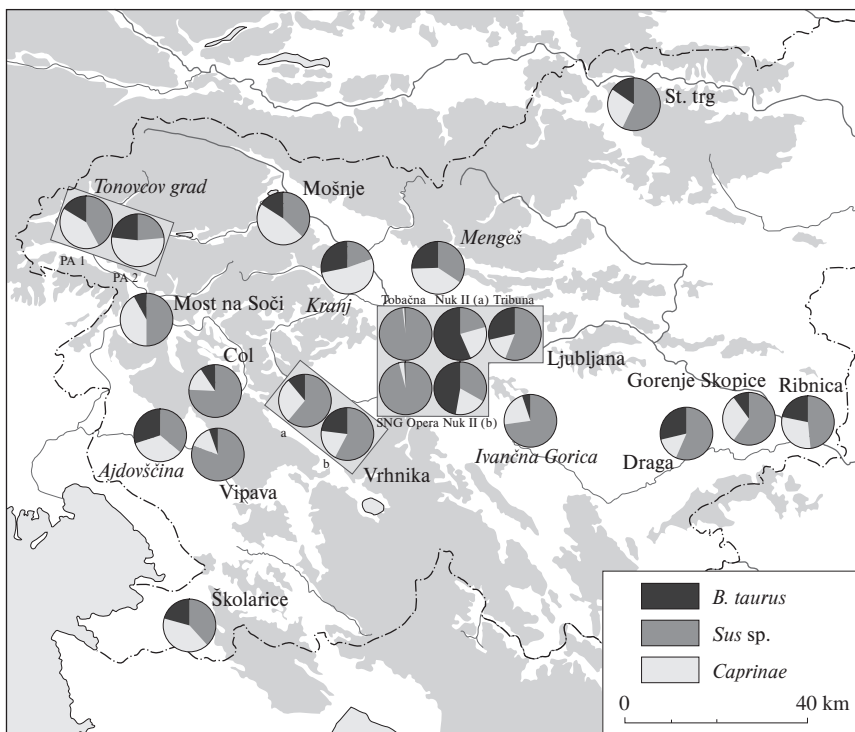 St. trg
Tonovcov grad
Mošnje
PA 1
PA 2
Mengeš
Kranj
Most na Soči
Tobačna Nuk II (a) Tribuna
Col
Ljubljana
Gorenje Skopice
Ribnica
SNG Opera Nuk II (b)
a
b
Ivančna Gorica
Draga
Ajdovščina
Vipava
Vrhnika
Školarice
B. taurus
Sus sp.
Caprinae
0 40 km